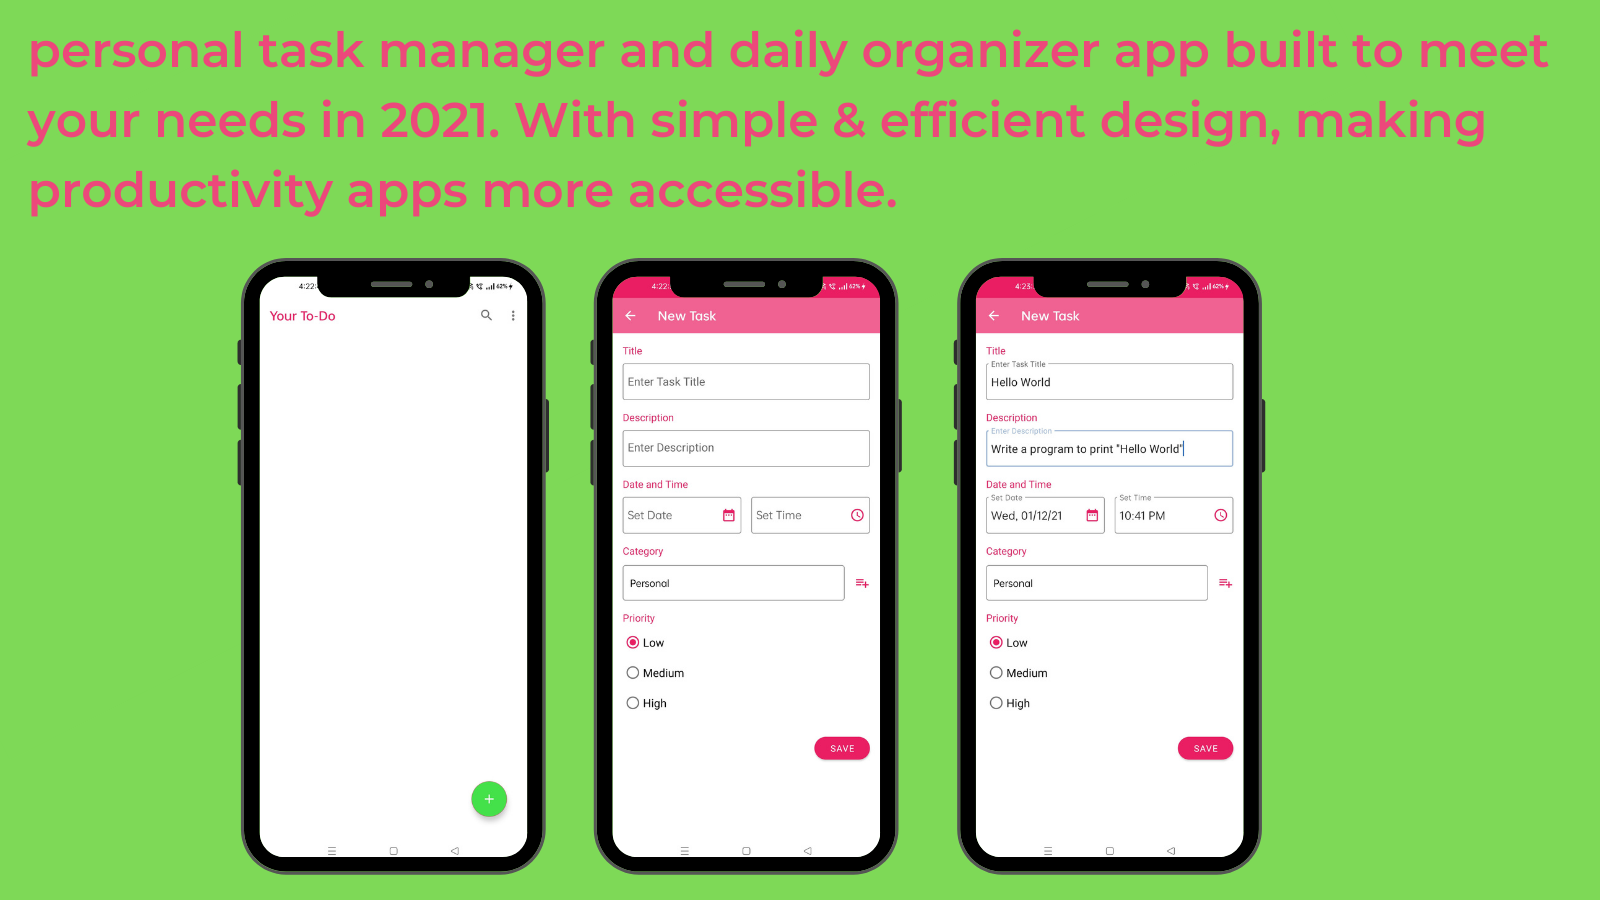 personal task manager and daily organizer app built to meet
your needs in 2021. With simple & efficient design, making
productivity apps more accessible.
4:22
62%
Your To-Do
4:22
62%
New Task
Title
Enter Task Title
Description
Enter Description
Date and Time
Set Date
Set Time
Category
Personal
Priority
Low
Medium
High
SAVE
4:23
62%
New Task
Title
Enter Task Title
Hello World
Description
Enter Description
Write a program to print "Hello World"
Date and Time
Set Date
Set Time
Wed, 01/12/21
10:41 PM
Category
Personal
Priority
Low
Medium
High
SAVE